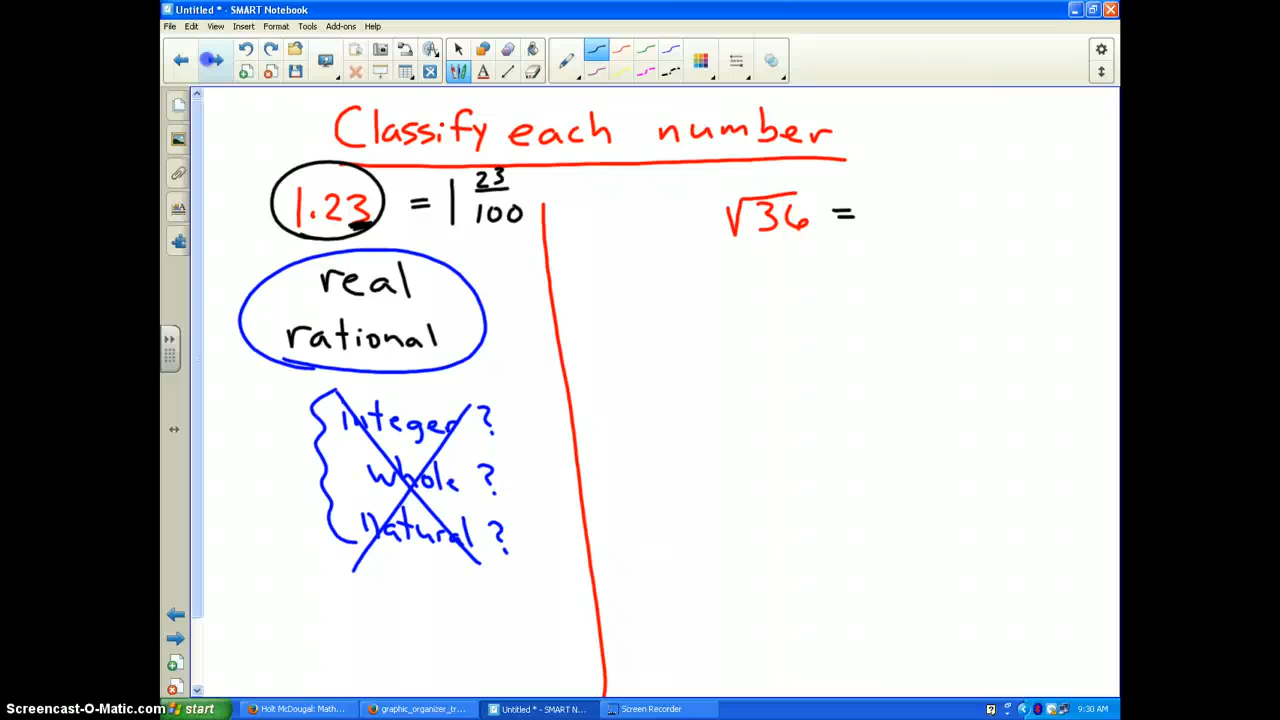 Untitled * - SMART Notebook
File Edit View Insert Format Tools Add-ons Help
Classify each number
1.23 = 1 23/100
√36 =
real
rational
integer ?
whole ?
natural ?
Screencast-O-Matic.com
start
Holt McDougal: Math...
graphic_organizer_tr...
Untitled * - SMART N...
Screen Recorder
9:30 AM